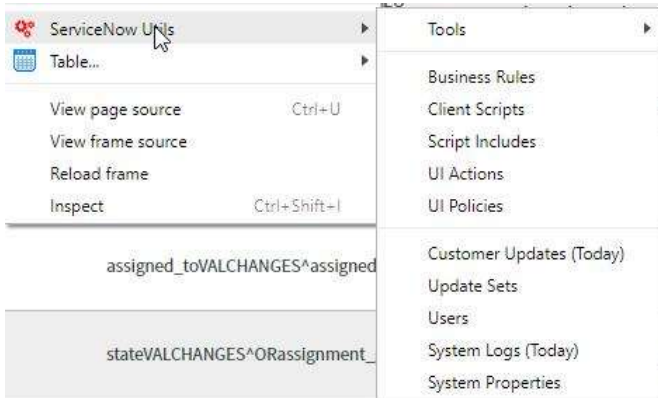 ServiceNow Utils
Table...
View page source Ctrl+U
View frame source
Reload frame
Inspect Ctrl+Shift+I
assigned_toVALCHANGES^assigned
stateVALCHANGES^ORassignment_
Tools
Business Rules
Client Scripts
Script Includes
UI Actions
UI Policies
Customer Updates (Today)
Update Sets
Users
System Logs (Today)
System Properties